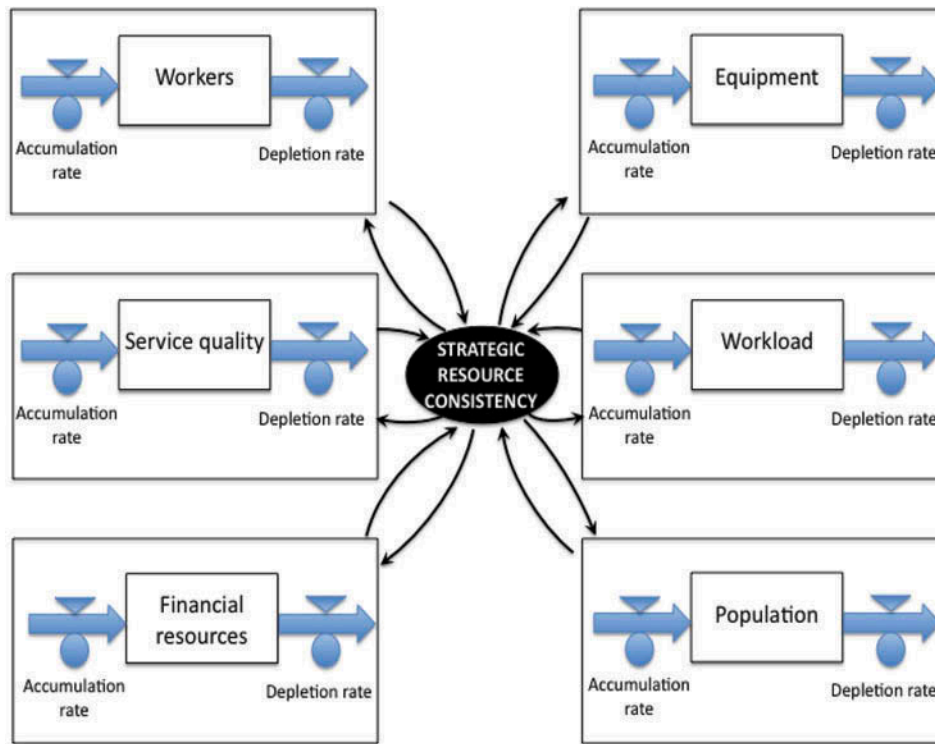 Workers
Accumulation
rate
Depletion rate
Equipment
Accumulation
rate
Depletion rate
Service quality
Accumulation
rate
Depletion rate
STRATEGIC
RESOURCE
CONSISTENCY
Workload
Accumulation
rate
Depletion rate
Financial
resources
Accumulation
rate
Depletion rate
Population
Accumulation
rate
Depletion rate